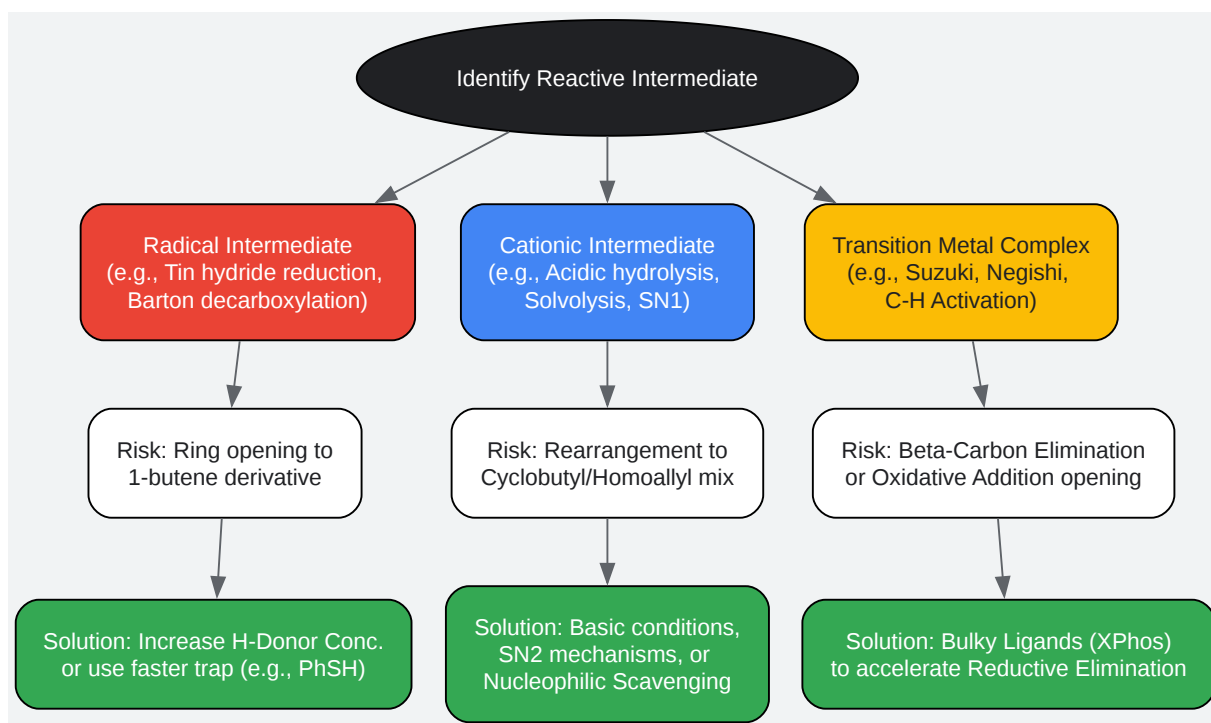 Identify Reactive Intermediate
Radical Intermediate
(e.g., Tin hydride reduction,
Barton decarboxylation)
Cationic Intermediate
(e.g., Acidic hydrolysis,
Solvolysis, SN1)
Transition Metal Complex
(e.g., Suzuki, Negishi,
C-H Activation)
Risk: Ring opening to
1-butene derivative
Risk: Rearrangement to
Cyclobutyl/Homoallyl mix
Risk: Beta-Carbon Elimination
or Oxidative Addition opening
Solution: Increase H-Donor Conc.
or use faster trap (e.g., PhSH)
Solution: Basic conditions,
SN2 mechanisms, or
Nucleophilic Scavenging
Solution: Bulky Ligands (XPhos)
to accelerate Reductive Elimination